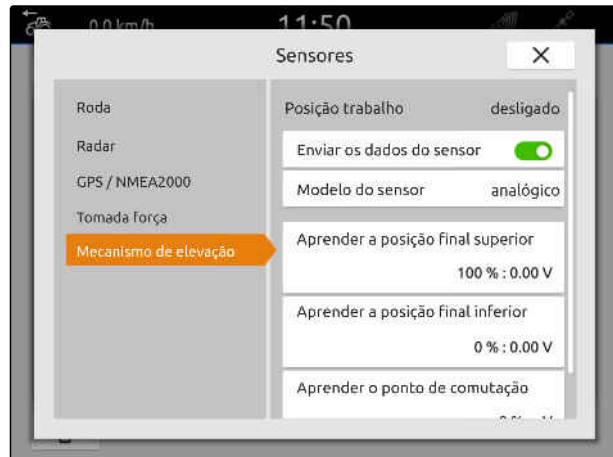 0.0 km/h 11:50
Sensores
Roda
Radar
GPS / NMEA2000
Tomada força
Mecanismo de elevação
Posição trabalho desligado
Enviar os dados do sensor
Modelo do sensor analógico
Aprender a posição final superior
100 % : 0.00 V
Aprender a posição final inferior
0 % : 0.00 V
Aprender o ponto de comutação